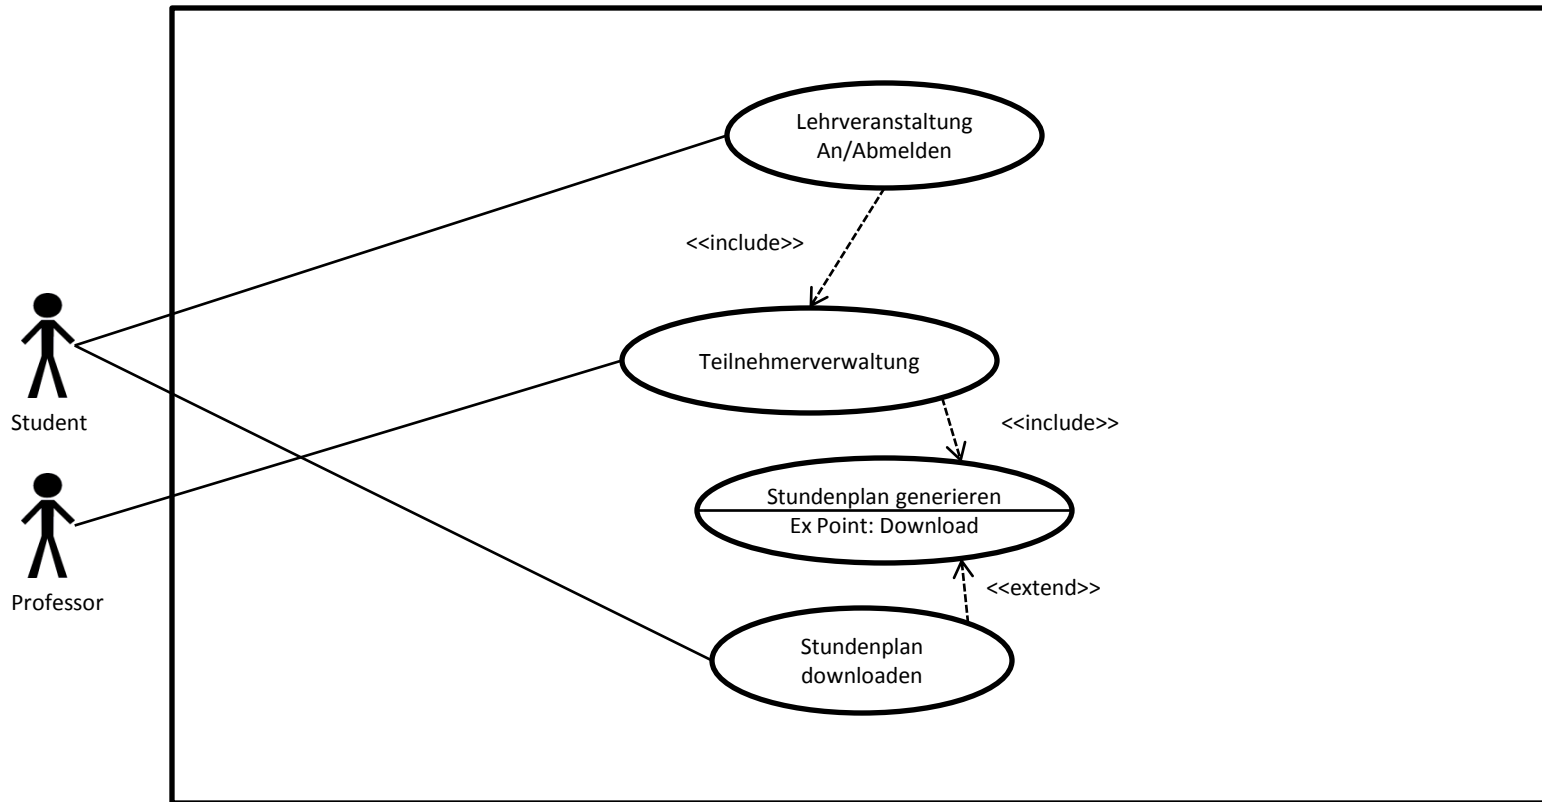 Lehrveranstaltung
An/Abmelden
<<include>>
Teilnehmerverwaltung
Student
<<include>>
Stundenplan generieren
Ex Point: Download
<<extend>>
Professor
Stundenplan
downloaden